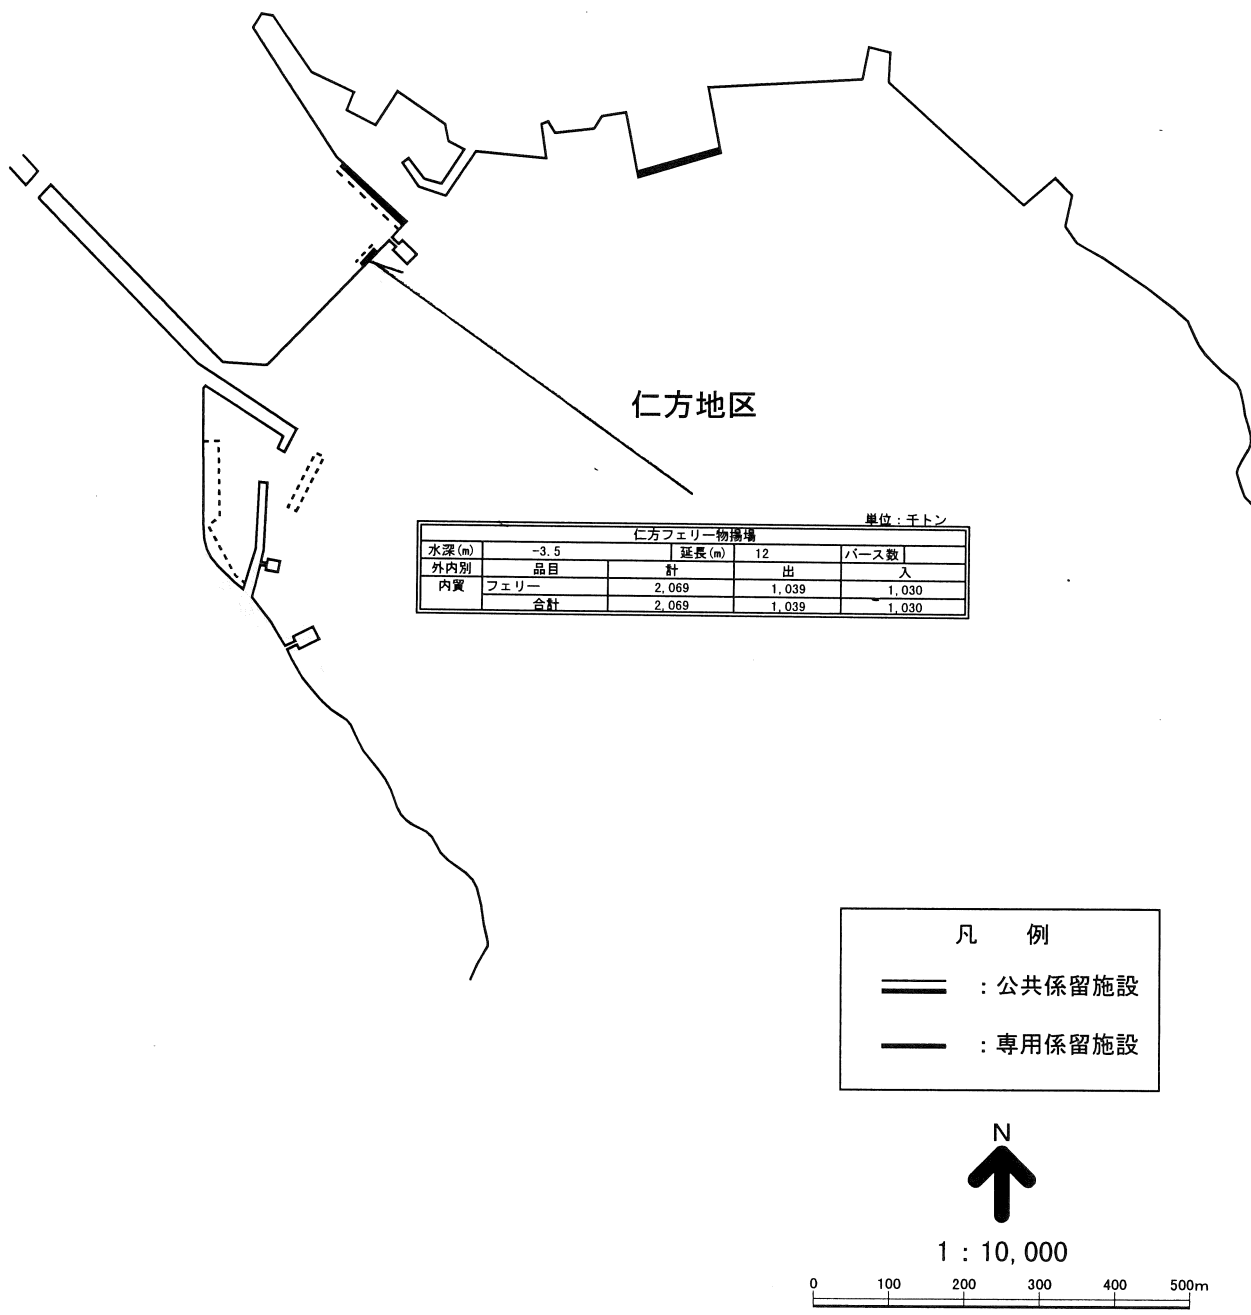 仁方地区
単位：千トン
仁方フェリー物揚場
水深(m) -3.5 延長(m) 12 バース数
外内別 品目 計 出 入
内貿 フェリー 2,069 1,039 1,030
合計 2,069 1,039 1,030
凡 例
：公共係留施設
：専用係留施設
N
1：10,000
0 100 200 300 400 500m